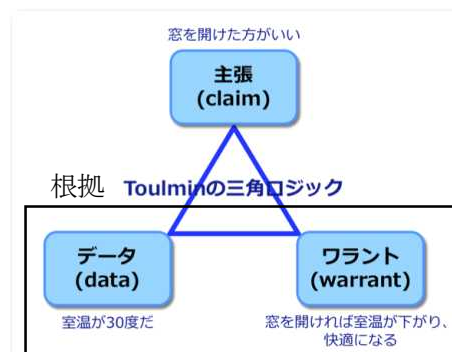 窓を開けた方がいい
主張
(claim)
根拠
Toulminの三角ロジック
データ
(data)
室温が30度だ
ワラント
(warrant)
窓を開ければ室温が下がり、
快適になる